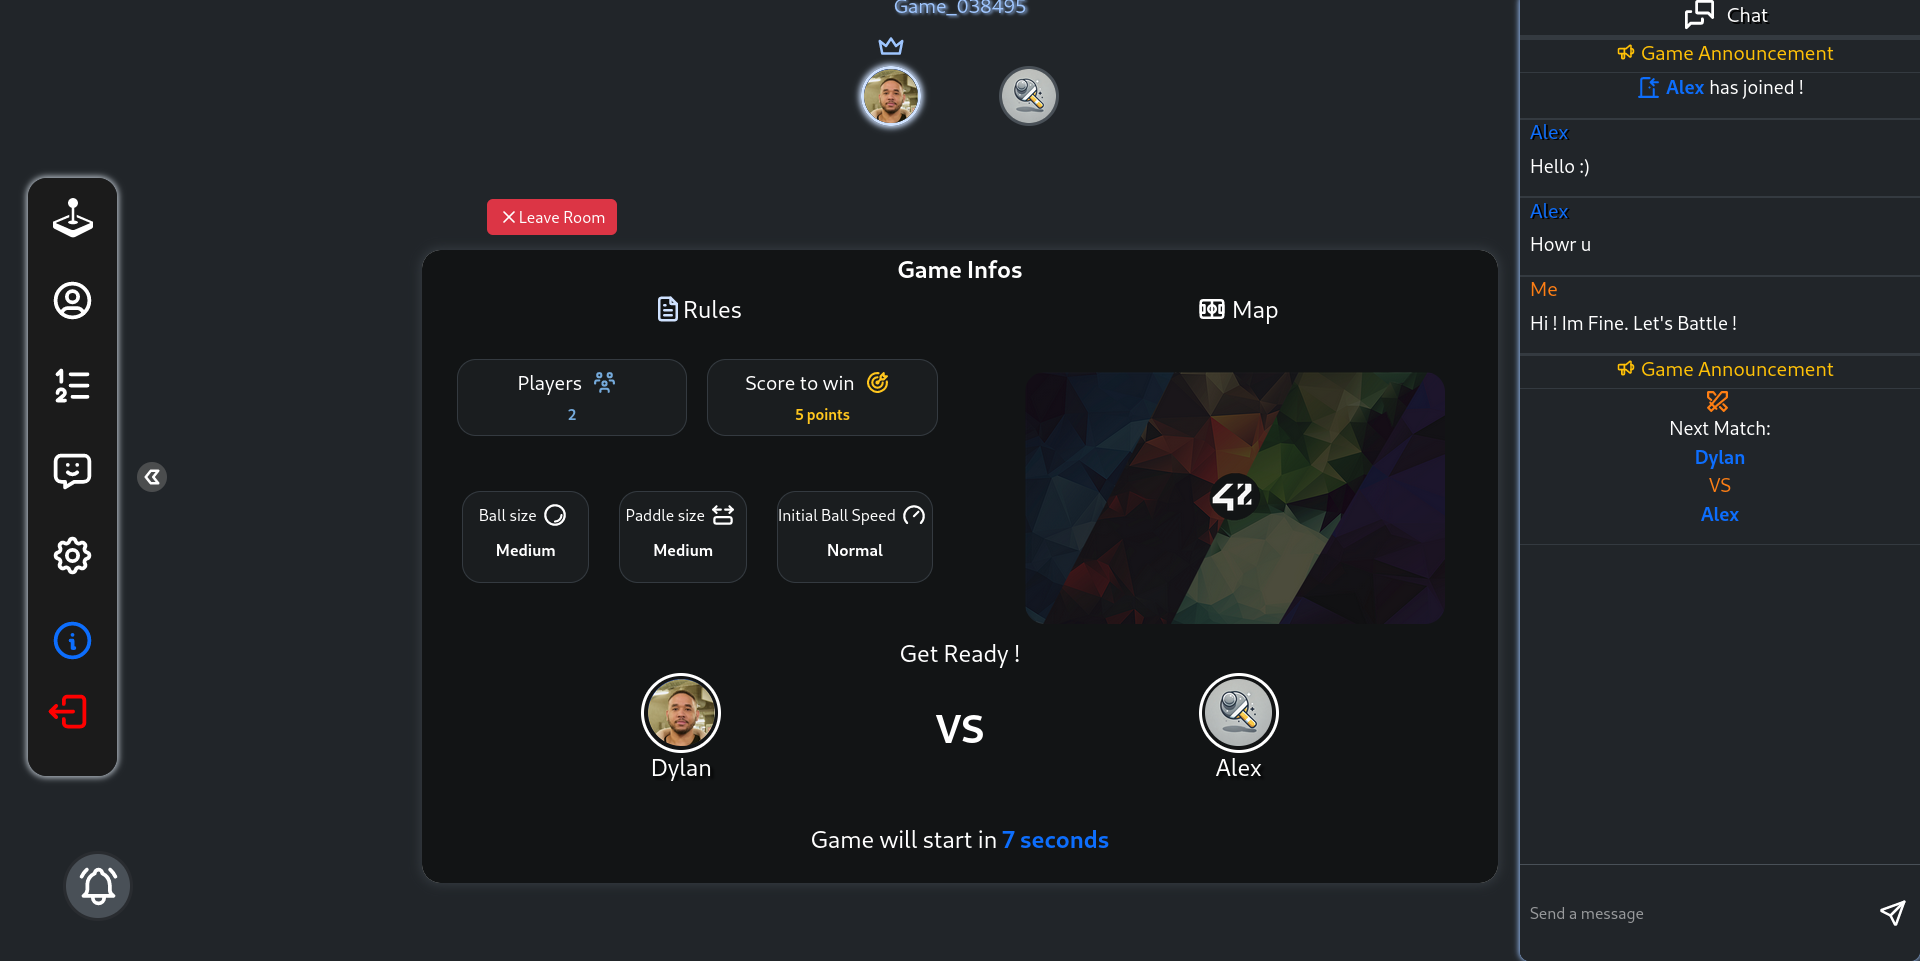 Game_038495
Leave Room
Game Infos
Rules
Map
Players
2
Score to win
5 points
Ball size
Medium
Paddle size
Medium
Initial Ball Speed
Normal
42
Get Ready !
Dylan
VS
Alex
Game will start in 7 seconds
Chat
Game Announcement
Alex has joined !
Alex
Hello :)
Alex
Howr u
Me
Hi ! Im Fine. Let's Battle !
Game Announcement
Next Match:
Dylan
VS
Alex
Send a message